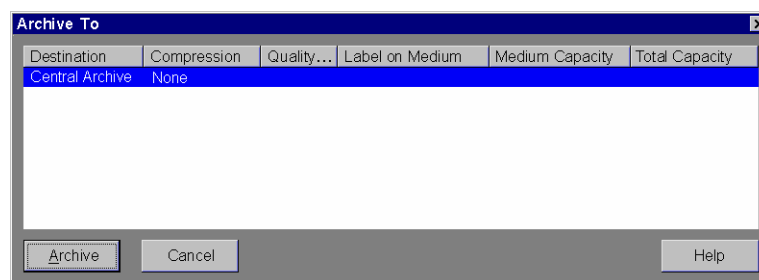 Archive To
Destination Compression Quality... Label on Medium Medium Capacity Total Capacity
Central Archive None
Archive Cancel Help